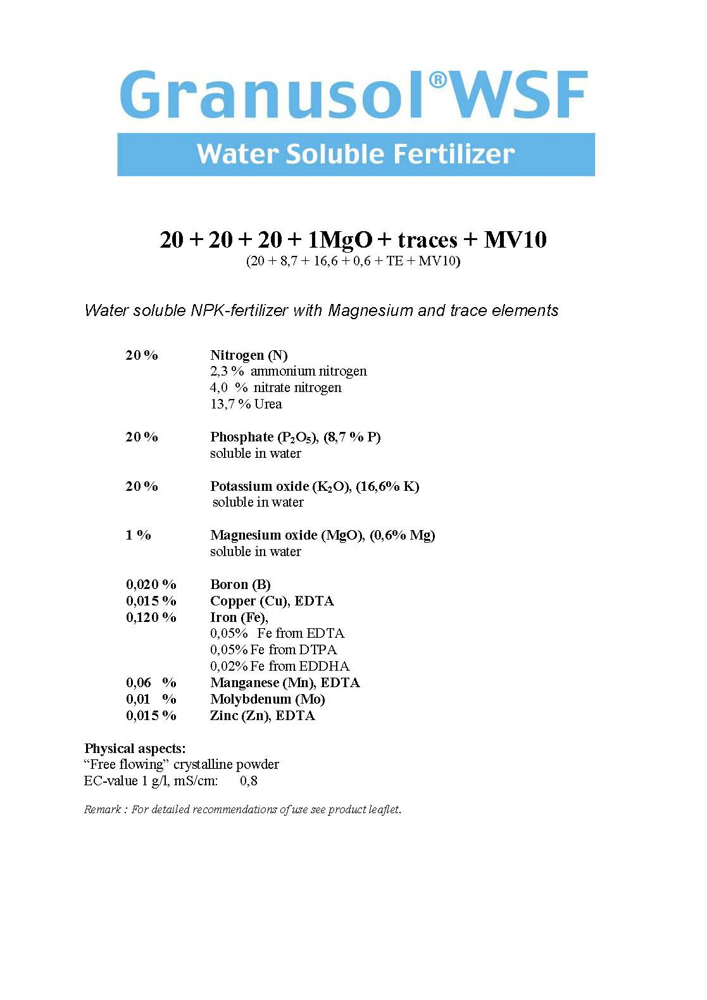 Granusol®WSF
Water Soluble Fertilizer
20 + 20 + 20 + 1MgO + traces + MV10
(20 + 8,7 + 16,6 + 0,6 + TE + MV10)
Water soluble NPK-fertilizer with Magnesium and trace elements
20 % Nitrogen (N)
2,3 % ammonium nitrogen
4,0 % nitrate nitrogen
13,7 % Urea
20 % Phosphate (P₂O₅), (8,7 % P)
soluble in water
20 % Potassium oxide (K₂O), (16,6% K)
soluble in water
1 % Magnesium oxide (MgO), (0,6% Mg)
soluble in water
0,020 % Boron (B)
0,015 % Copper (Cu), EDTA
0,120 % Iron (Fe),
0,05% Fe from EDTA
0,05% Fe from DTPA
0,02% Fe from EDDHA
0,06 % Manganese (Mn), EDTA
0,01 % Molybdenum (Mo)
0,015 % Zinc (Zn), EDTA
Physical aspects:
“Free flowing” crystalline powder
EC-value 1 g/l, mS/cm: 0,8
Remark : For detailed recommendations of use see product leaflet.